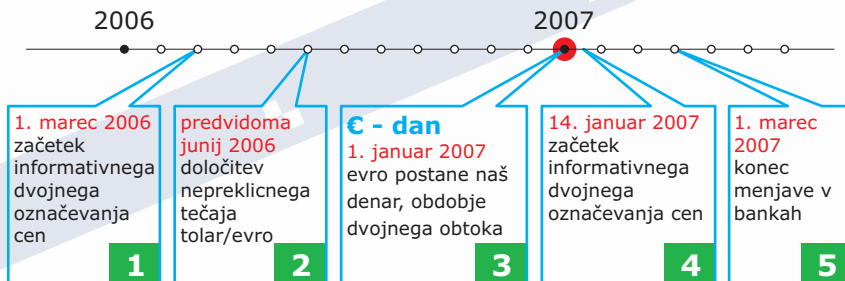 2006
2007
1. marec 2006
začetek
informativnega
dvojnega
označevanja
cen
1
predvidoma
junij 2006
določitev
nepreklicnega
tečaja
tolar/evro
2
€ - dan
1. januar 2007
evro postane naš
denar, obdobje
dvojnega obtoka
3
14. januar 2007
začetek
informativnega
dvojnega
označevanja cen
4
1. marec
2007
konec
menjave v
bankah
5